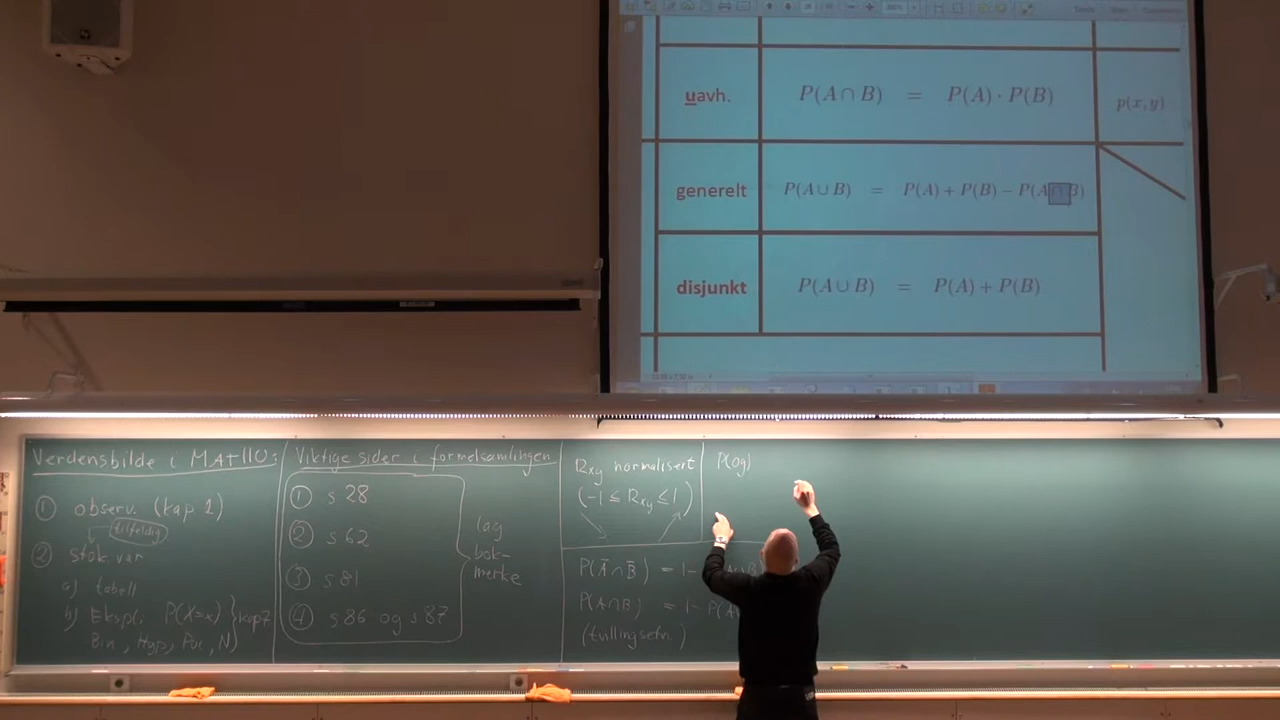 uavh. P(A∩B) = P(A)·P(B) p(x,y)
generelt P(A∪B) = P(A)+P(B)−P(A∩B)
disjunkt P(A∪B) = P(A)+P(B)
Verdensbilde i MAT110:
① observ. (kap 1)
tilfeldig
② stok. var
a) tabell
b) Ekspl. P(X=x) } kap2
Bin, Hyp, Poi, N)
Viktige sider i formelsamlingen
① s 28
② s 62
③ s 81
④ s 86 og s 87
lag
bok-
merke
Rxy normalisert
(-1 ≤ Rxy ≤ 1)
P(Ā∩B̄) = 1-
P(A∩B) = 1- P(A
(tvillingsetn.)
P(og)